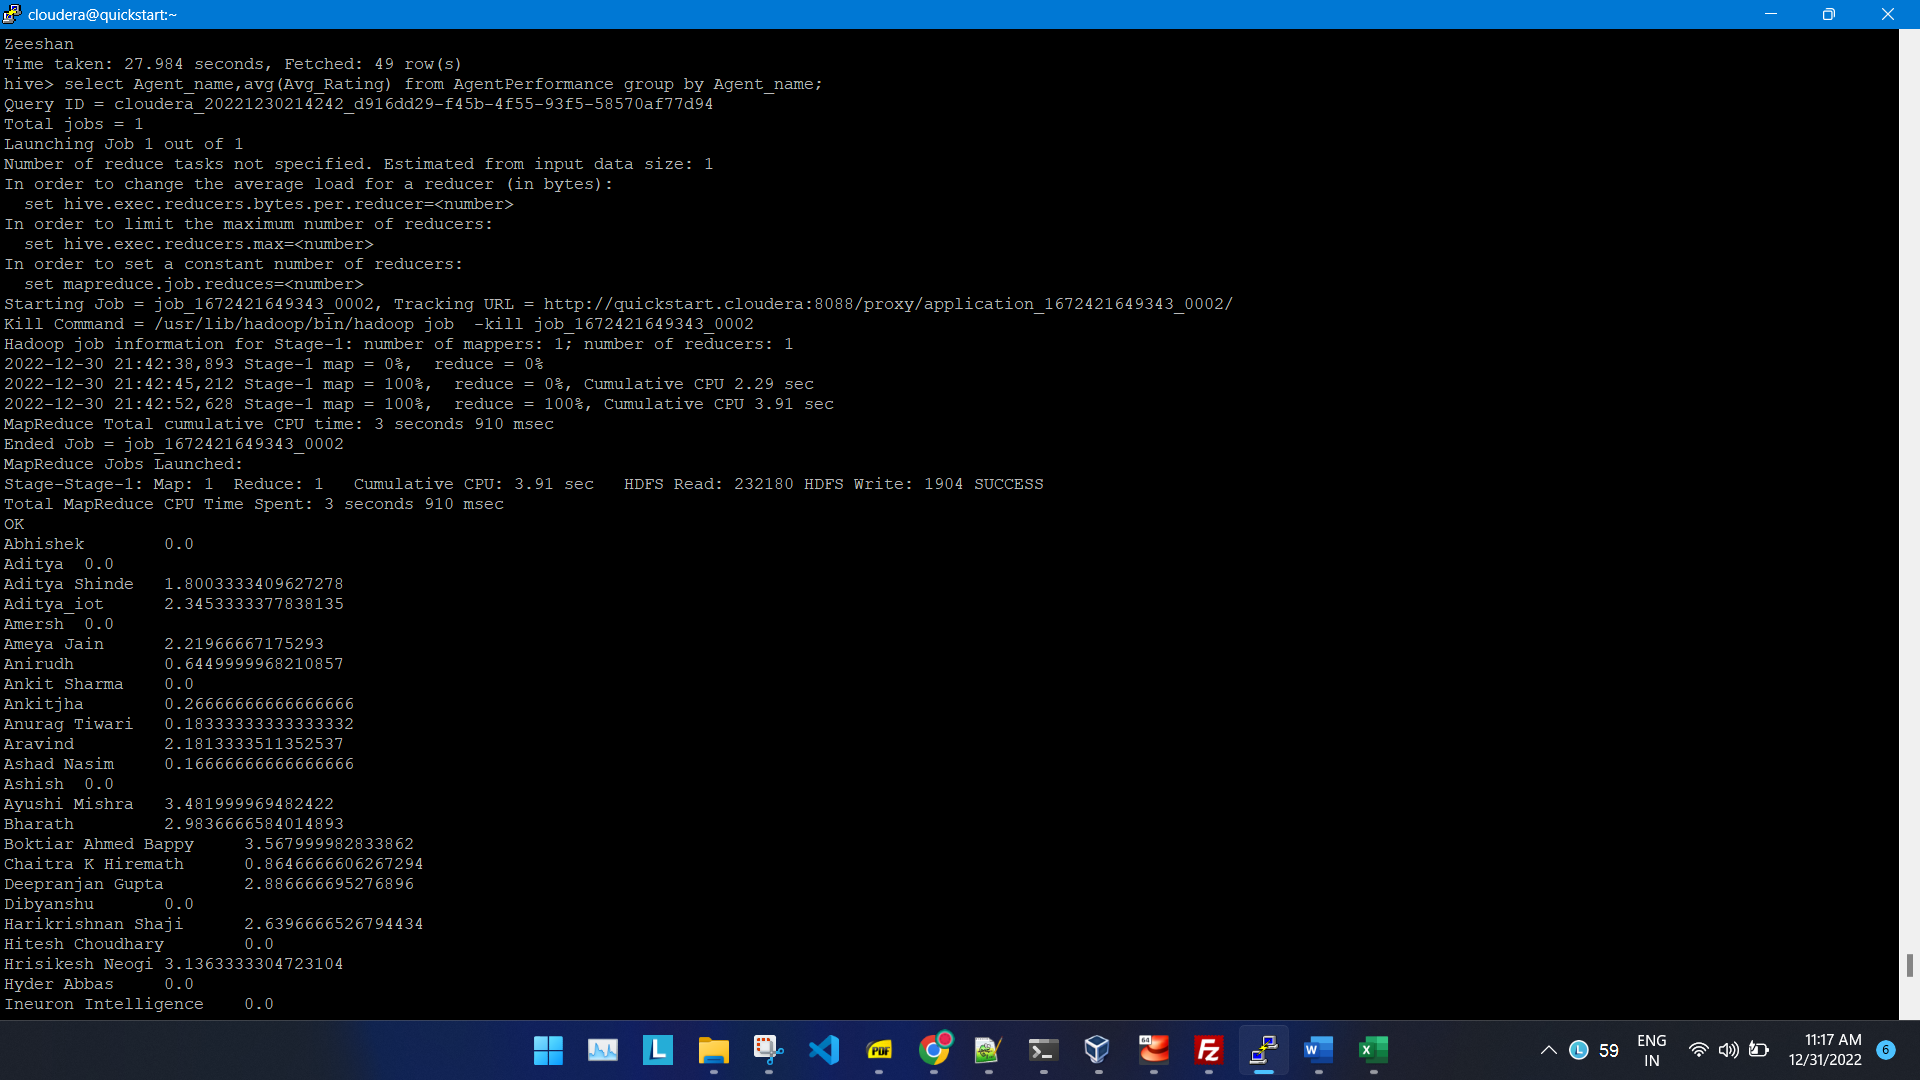 cloudera@quickstart:~
Zeeshan
Time taken: 27.984 seconds, Fetched: 49 row(s)
hive> select Agent_name,avg(Avg_Rating) from AgentPerformance group by Agent_name;
Query ID = cloudera_20221230214242_d916dd29-f45b-4f55-93f5-58570af77d94
Total jobs = 1
Launching Job 1 out of 1
Number of reduce tasks not specified. Estimated from input data size: 1
In order to change the average load for a reducer (in bytes):
  set hive.exec.reducers.bytes.per.reducer=<number>
In order to limit the maximum number of reducers:
  set hive.exec.reducers.max=<number>
In order to set a constant number of reducers:
  set mapreduce.job.reduces=<number>
Starting Job = job_1672421649343_0002, Tracking URL = http://quickstart.cloudera:8088/proxy/application_1672421649343_0002/
Kill Command = /usr/lib/hadoop/bin/hadoop job  -kill job_1672421649343_0002
Hadoop job information for Stage-1: number of mappers: 1; number of reducers: 1
2022-12-30 21:42:38,893 Stage-1 map = 0%,  reduce = 0%
2022-12-30 21:42:45,212 Stage-1 map = 100%,  reduce = 0%, Cumulative CPU 2.29 sec
2022-12-30 21:42:52,628 Stage-1 map = 100%,  reduce = 100%, Cumulative CPU 3.91 sec
MapReduce Total cumulative CPU time: 3 seconds 910 msec
Ended Job = job_1672421649343_0002
MapReduce Jobs Launched:
Stage-Stage-1: Map: 1  Reduce: 1   Cumulative CPU: 3.91 sec   HDFS Read: 232180 HDFS Write: 1904 SUCCESS
Total MapReduce CPU Time Spent: 3 seconds 910 msec
OK
Abhishek        0.0
Aditya  0.0
Aditya Shinde   1.8003333409627278
Aditya_iot      2.3453333377838135
Amersh  0.0
Ameya Jain      2.21966667175293
Anirudh         0.6449999968210857
Ankit Sharma    0.0
Ankitjha        0.26666666666666666
Anurag Tiwari   0.18333333333333332
Aravind         2.1813333511352537
Ashad Nasim     0.16666666666666666
Ashish  0.0
Ayushi Mishra   3.481999969482422
Bharath         2.9836666584014893
Boktiar Ahmed Bappy     3.567999982833862
Chaitra K Hiremath      0.8646666606267294
Deepranjan Gupta        2.886666695276896
Dibyanshu       0.0
Harikrishnan Shaji      2.6396666526794434
Hitesh Choudhary        0.0
Hrisikesh Neogi 3.1363333304723104
Hyder Abbas     0.0
Ineuron Intelligence    0.0
L
PDF
64
Fz
W
X
L
59
ENG
IN
11:17 AM
12/31/2022
6